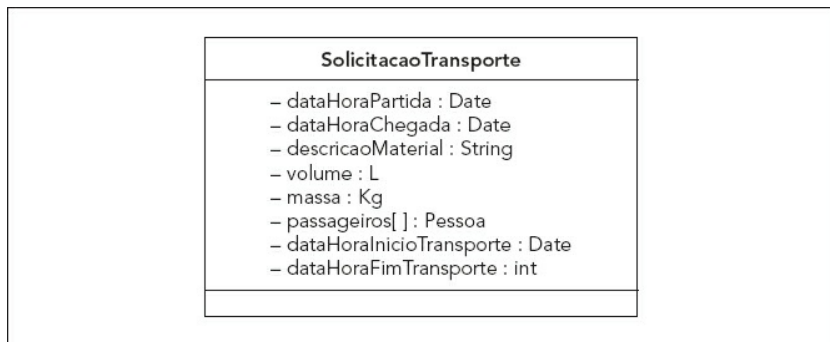 SolicitacaoTransporte
– dataHoraPartida : Date
– dataHoraChegada : Date
– descricaoMaterial : String
– volume : L
– massa : Kg
– passageiros[ ] : Pessoa
– dataHoraInicioTransporte : Date
– dataHoraFimTransporte : int